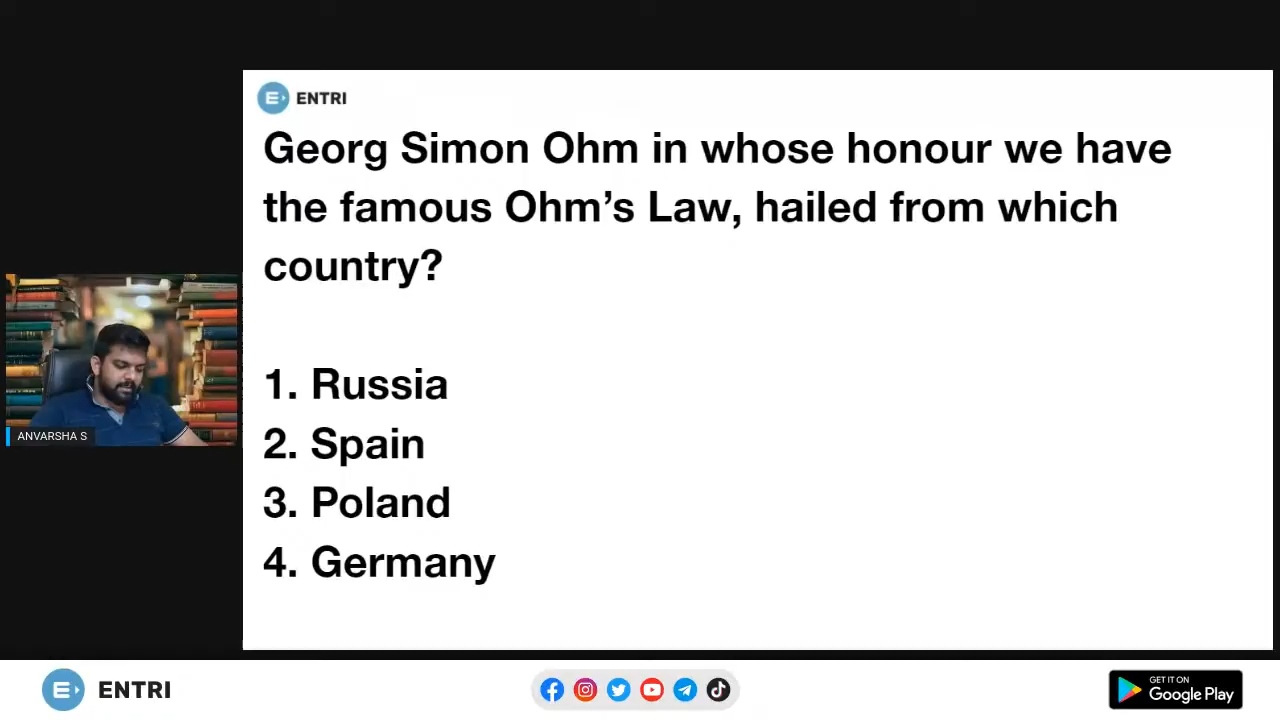 ENTRI
Georg Simon Ohm in whose honour we have
the famous Ohm’s Law, hailed from which
country?
1. Russia
2. Spain
3. Poland
4. Germany
ANVARSHA S
ENTRI
GET IT ON
Google Play